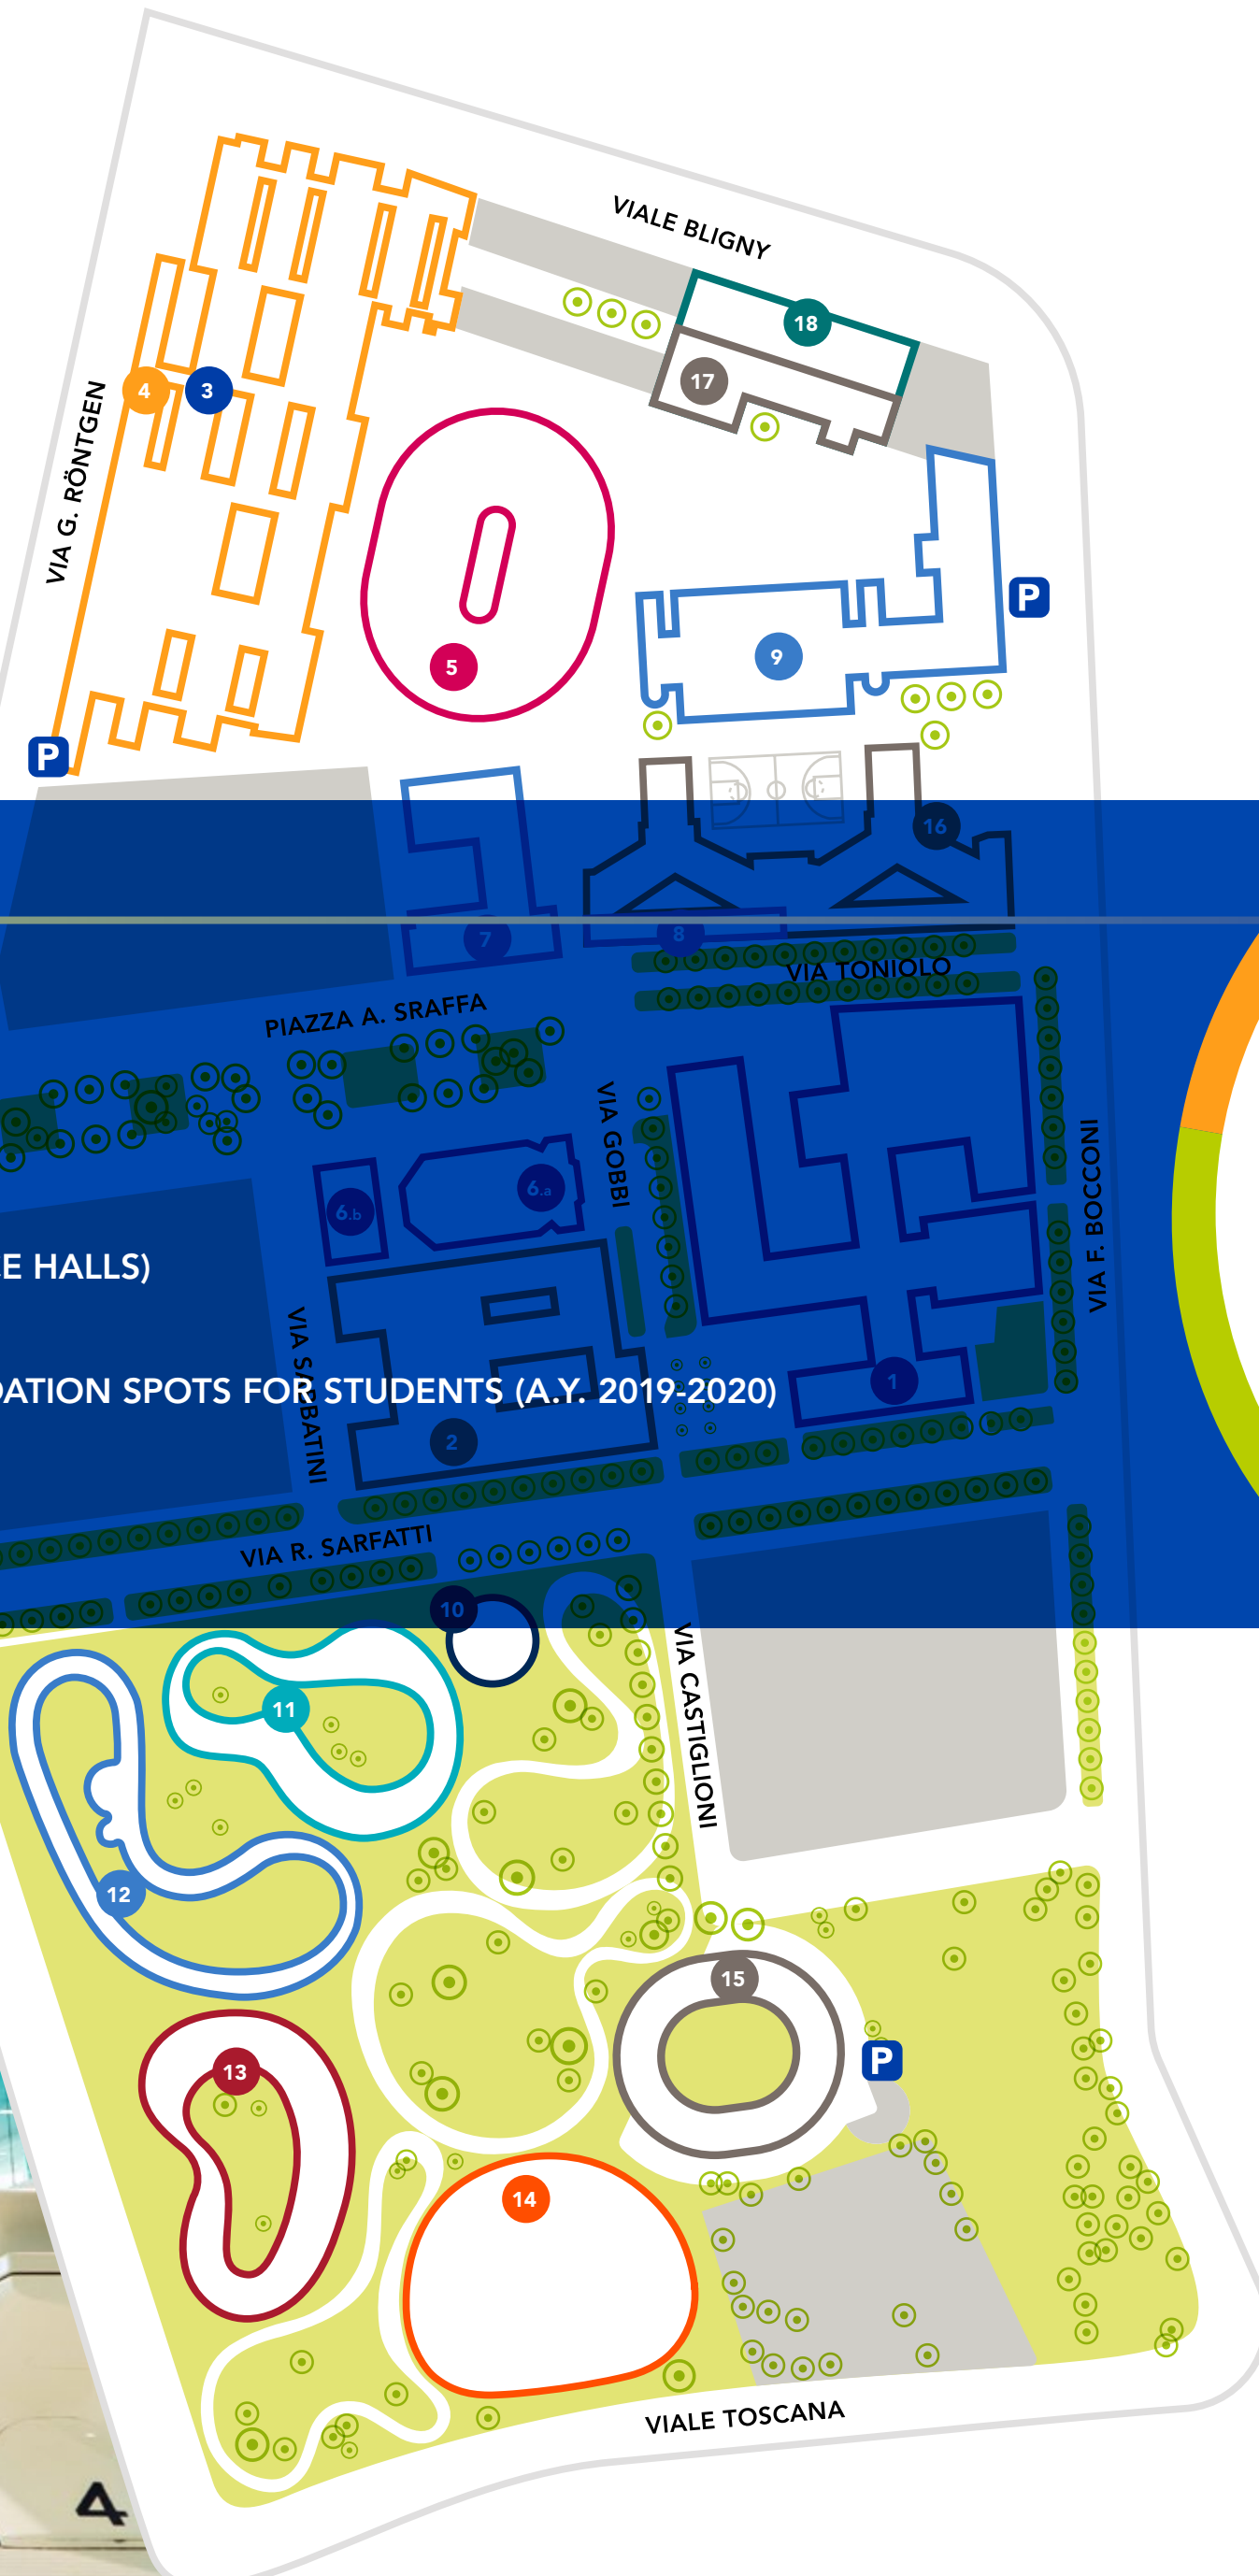 VIALE BLIGNY
18
17
4
3
VIA G. RÖNTGEN
P
5
9
P
16
7
8
VIA TONIOLO
PIAZZA A. SRAFFA
VIA GOBBI
6.a
6.b
VIA F. BOCCONI
E HALLS)
VIA SARBATINI
DATION SPOTS FOR STUDENTS (A.Y. 2019-2020)
1
2
VIA R. SARFATTI
10
VIA CASTIGLIONI
11
12
15
P
13
14
VIALE TOSCANA
4